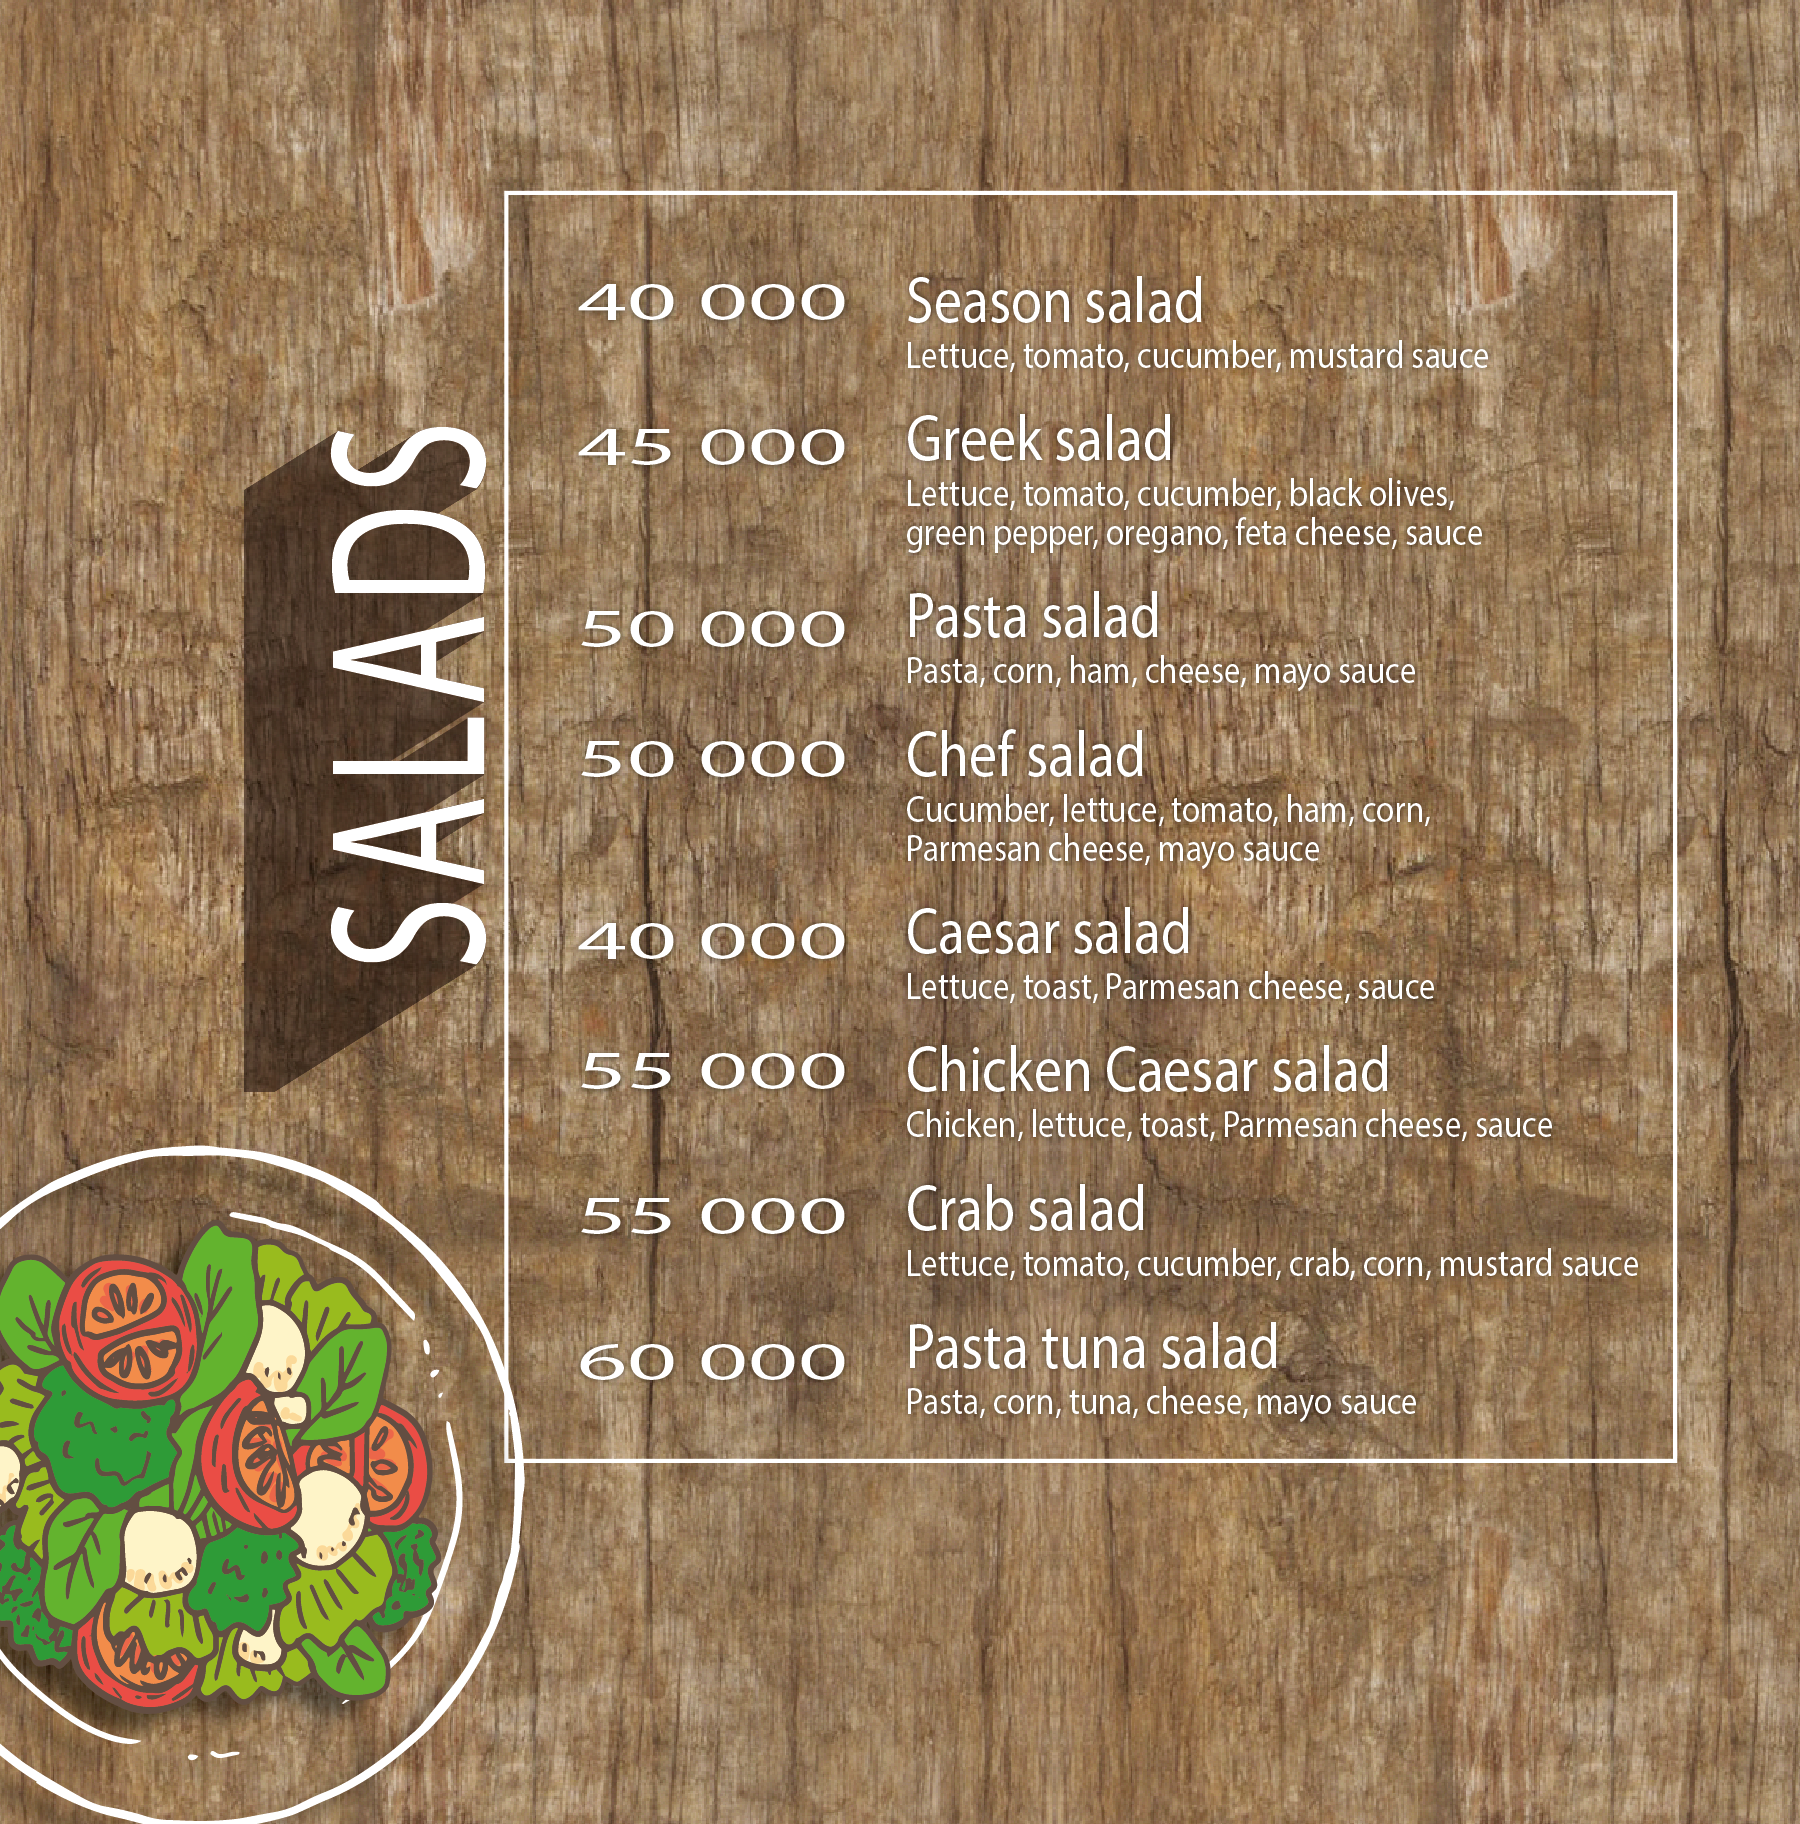 SALADS
40 000 Season salad
Lettuce, tomato, cucumber, mustard sauce
45 000 Greek salad
Lettuce, tomato, cucumber, black olives,
green pepper, oregano, feta cheese, sauce
50 000 Pasta salad
Pasta, corn, ham, cheese, mayo sauce
50 000 Chef salad
Cucumber, lettuce, tomato, ham, corn,
Parmesan cheese, mayo sauce
40 000 Caesar salad
Lettuce, toast, Parmesan cheese, sauce
55 000 Chicken Caesar salad
Chicken, lettuce, toast, Parmesan cheese, sauce
55 000 Crab salad
Lettuce, tomato, cucumber, crab, corn, mustard sauce
60 000 Pasta tuna salad
Pasta, corn, tuna, cheese, mayo sauce